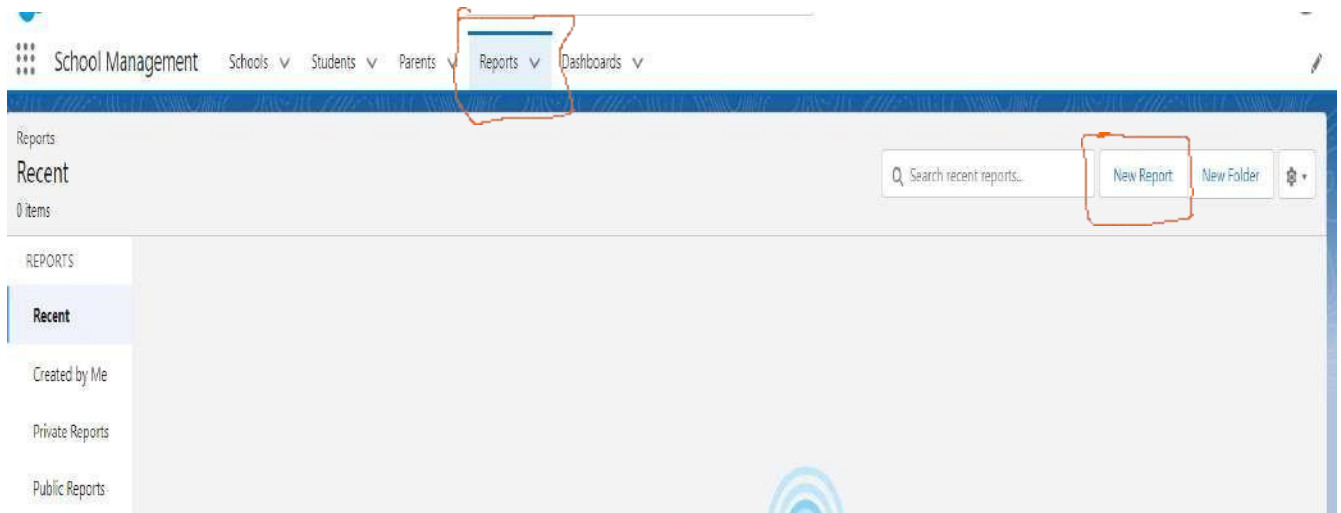 School Management Schools Students Parents Reports Dashboards
Reports
Recent
0 items
Search recent reports...
New Report
New Folder
REPORTS
Recent
Created by Me
Private Reports
Public Reports